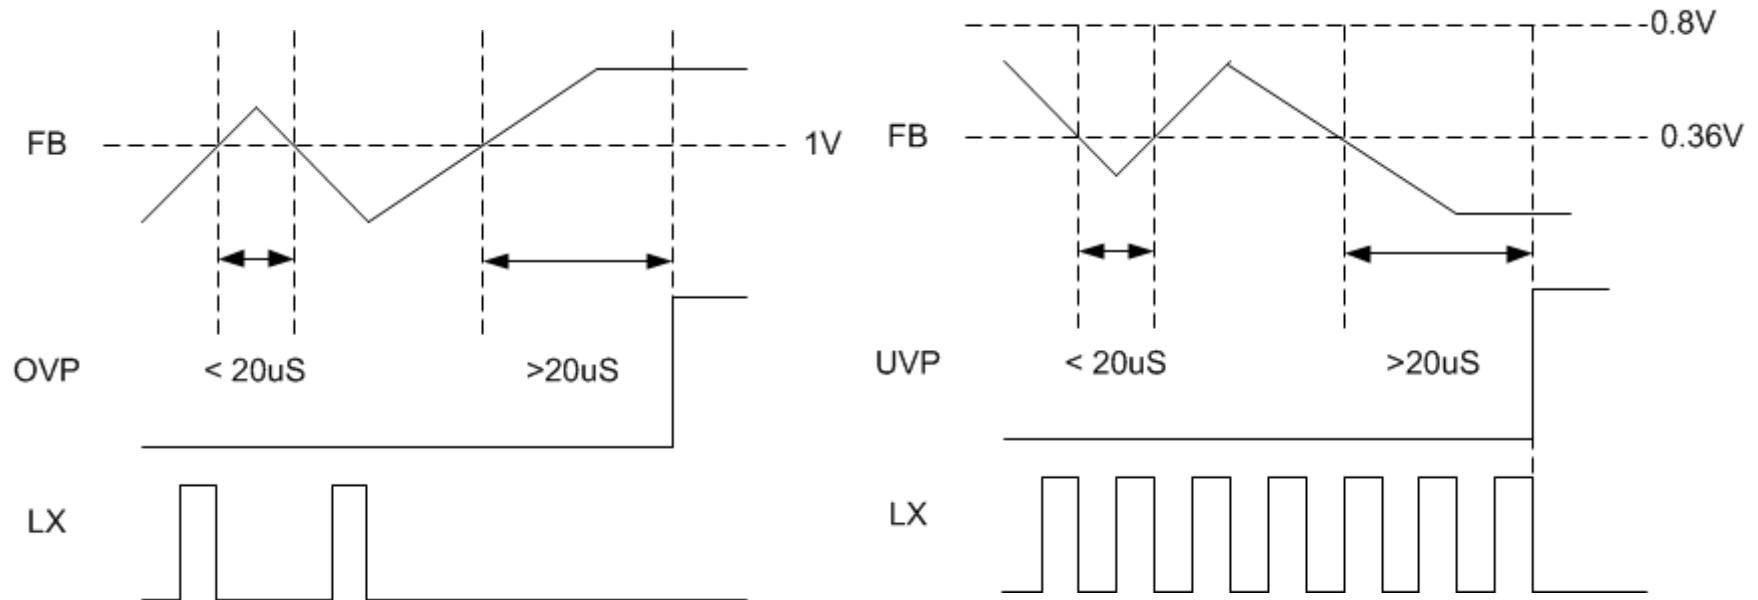 FB
1V
OVP
< 20uS
>20uS
LX
0.8V
FB
0.36V
UVP
< 20uS
>20uS
LX